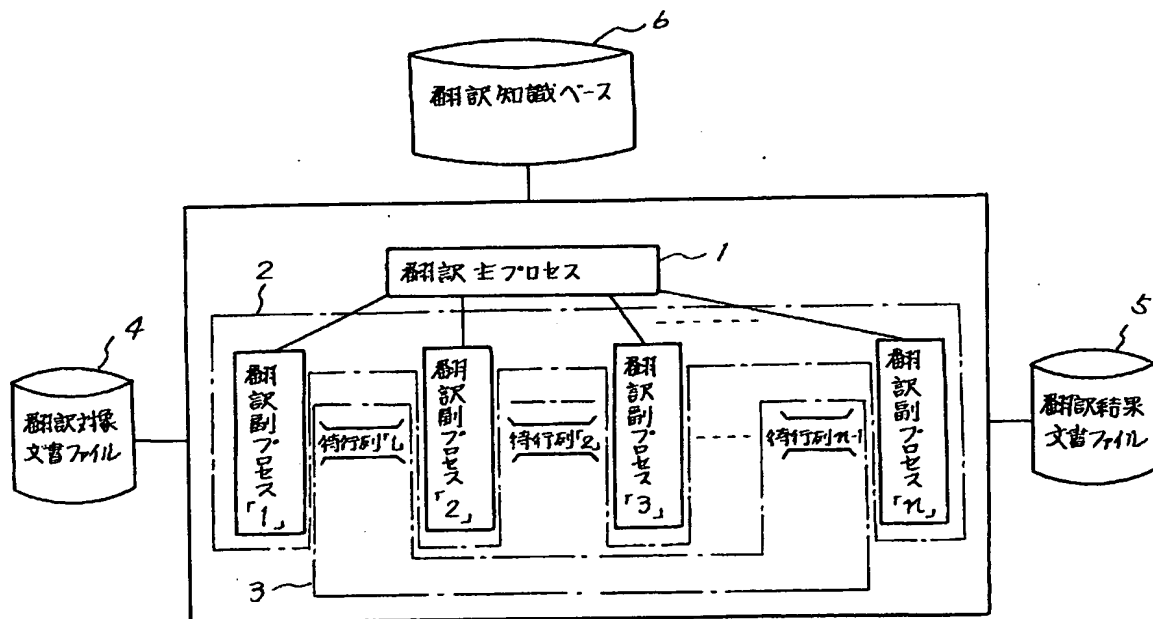 6
翻訳知識ベース
1
翻訳主プロセス
2
4
翻訳対象
文書ファイル
翻訳副プロセス「1」
待行列「1」
翻訳副プロセス「2」
待行列「2」
翻訳副プロセス「3」
待行列n-1
翻訳副プロセス「n」
5
翻訳結果
文書ファイル
3